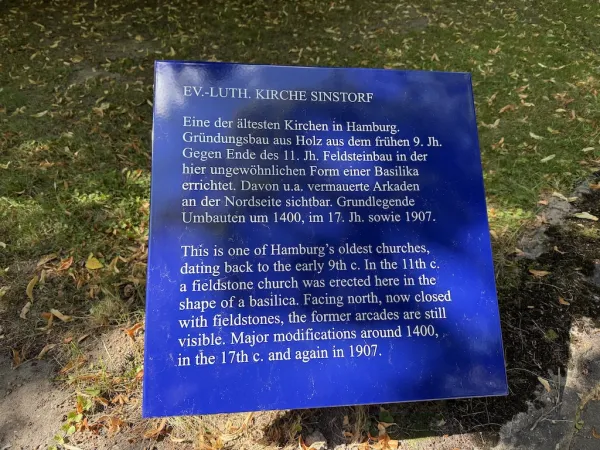 EV.-LUTH. KIRCHE SINSTORF
Eine der ältesten Kirchen in Hamburg.
Gründungsbau aus Holz aus dem frühen 9. Jh.
Gegen Ende des 11. Jh. Feldsteinbau in der
hier ungewöhnlichen Form einer Basilika
errichtet. Davon u.a. vermauerte Arkaden
an der Nordseite sichtbar. Grundlegende
Umbauten um 1400, im 17. Jh. sowie 1907.
This is one of Hamburg's oldest churches,
dating back to the early 9th c. In the 11th c.
a fieldstone church was erected here in the
shape of a basilica. Facing north, now closed
with fieldstones, the former arcades are still
visible. Major modifications around 1400,
in the 17th c. and again in 1907.